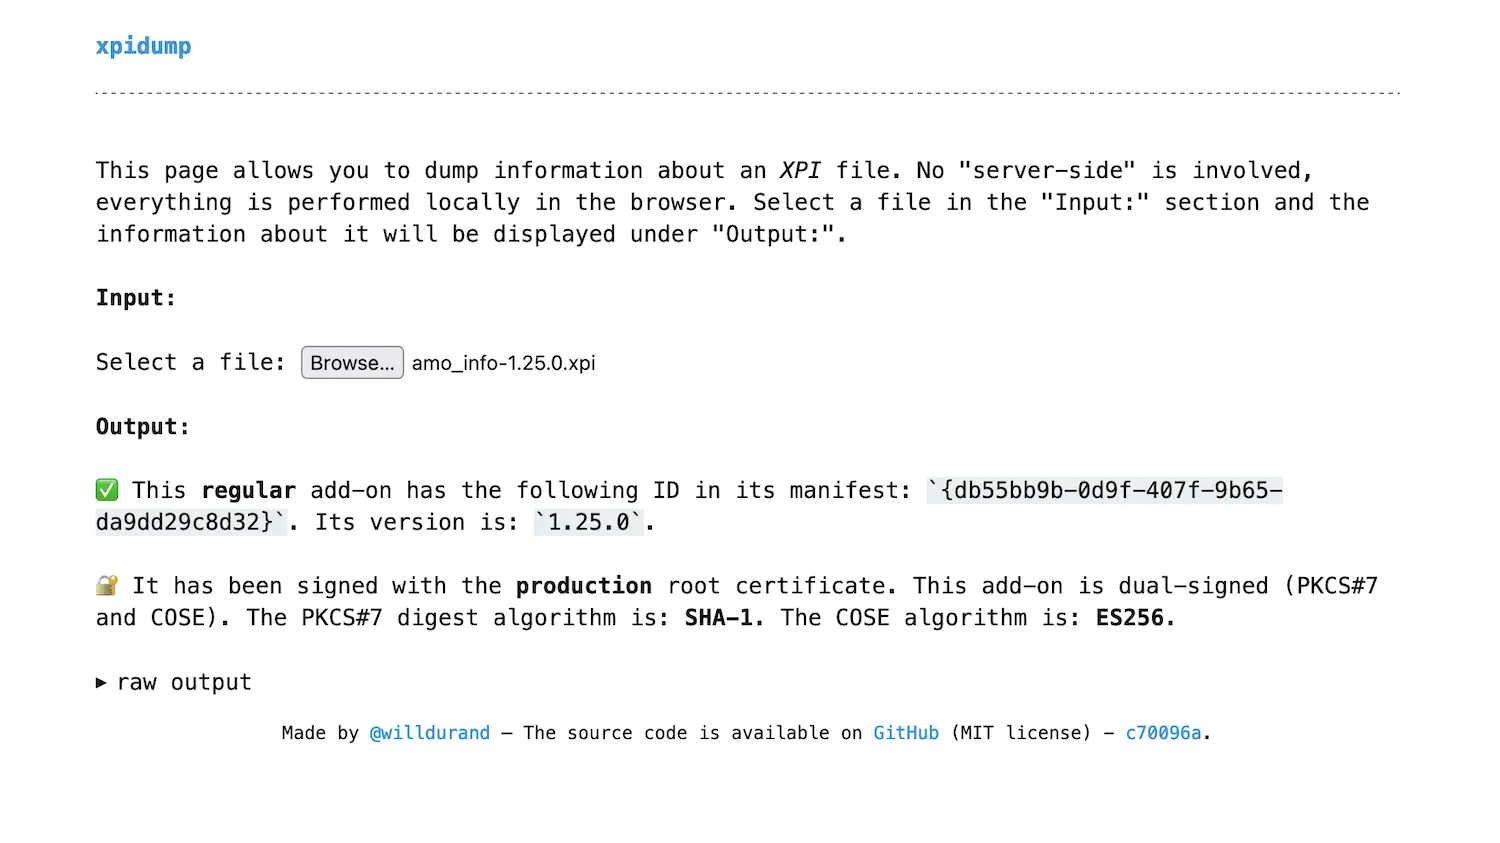 xpidump
This page allows you to dump information about an XPI file. No "server-side" is involved,
everything is performed locally in the browser. Select a file in the "Input:" section and the
information about it will be displayed under "Output:".
Input:
Select a file: Browse... amo_info-1.25.0.xpi
Output:
✅ This regular add-on has the following ID in its manifest: `{db55bb9b-0d9f-407f-9b65-
da9dd29c8d32}`. Its version is: `1.25.0`.
🔐 It has been signed with the production root certificate. This add-on is dual-signed (PKCS#7
and COSE). The PKCS#7 digest algorithm is: SHA-1. The COSE algorithm is: ES256.
▶ raw output
Made by @willdurand — The source code is available on GitHub (MIT license) - c70096a.